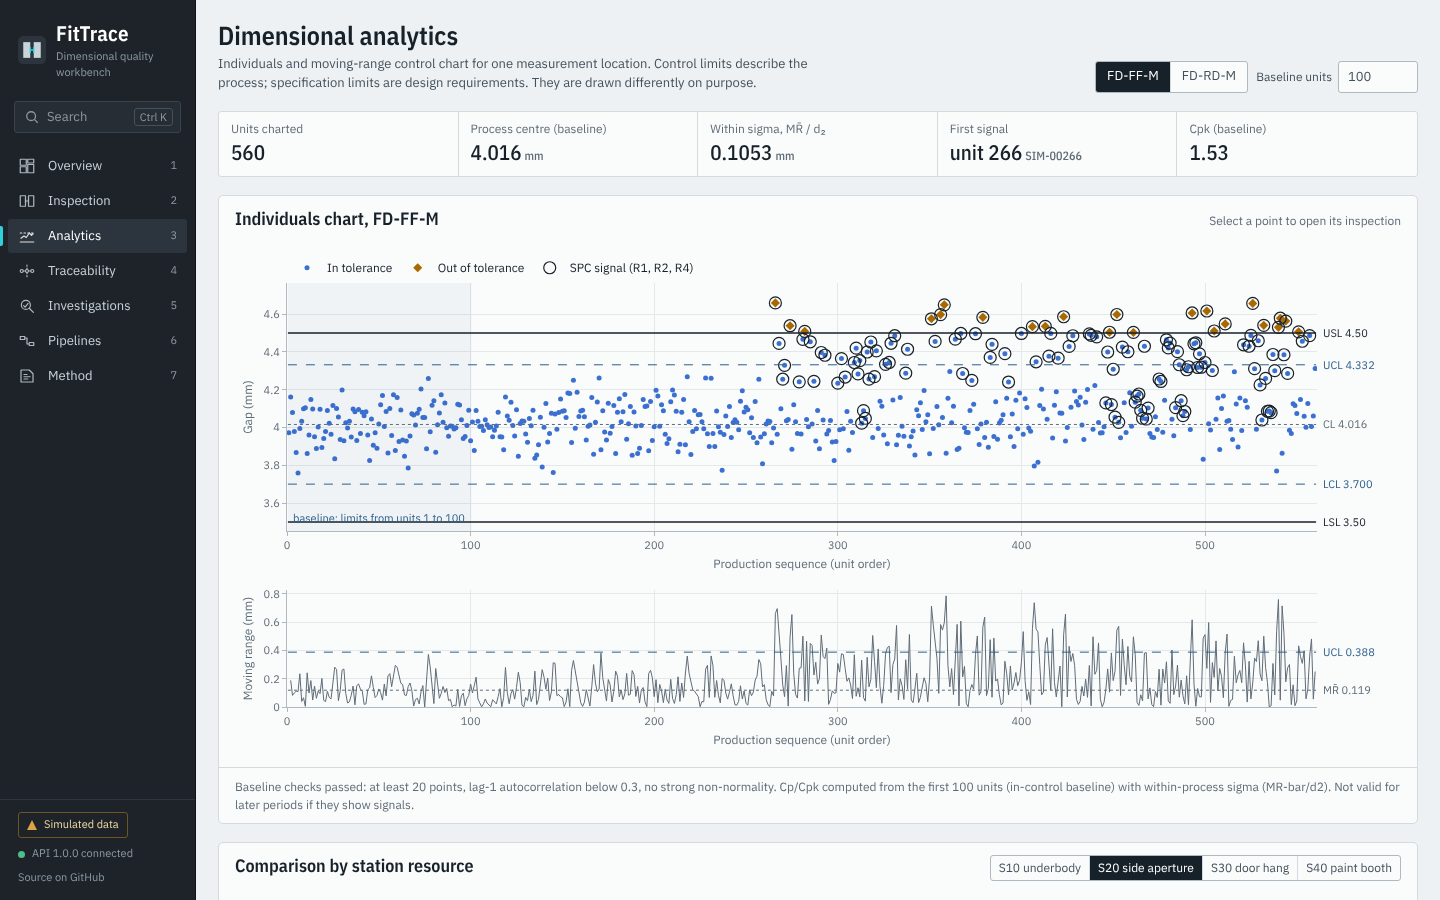 FitTrace
Dimensional quality
workbench
Search
Ctrl K
Overview 1
Inspection 2
Analytics 3
Traceability 4
Investigations 5
Pipelines 6
Method 7
Simulated data
API 1.0.0 connected
Source on GitHub
Dimensional analytics
Individuals and moving-range control chart for one measurement location. Control limits describe the
process; specification limits are design requirements. They are drawn differently on purpose.
FD-FF-M
FD-RD-M
Baseline units
100
Units charted
560
Process centre (baseline)
4.016 mm
Within sigma, MR̄ / d₂
0.1053 mm
First signal
unit 266 SIM-00266
Cpk (baseline)
1.53
Individuals chart, FD-FF-M
Select a point to open its inspection
In tolerance
Out of tolerance
SPC signal (R1, R2, R4)
Gap (mm)
4.6
4.4
4.2
4
3.8
3.6
USL 4.50
UCL 4.332
CL 4.016
LCL 3.700
LSL 3.50
baseline: limits from units 1 to 100
0
100
200
300
400
500
Production sequence (unit order)
Moving range (mm)
0.8
0.6
0.4
0.2
0
UCL 0.388
MR̄ 0.119
0
100
200
300
400
500
Production sequence (unit order)
Baseline checks passed: at least 20 points, lag-1 autocorrelation below 0.3, no strong non-normality. Cp/Cpk computed from the first 100 units (in-control baseline) with within-process sigma (MR-bar/d2). Not valid for
later periods if they show signals.
Comparison by station resource
S10 underbody
S20 side aperture
S30 door hang
S40 paint booth